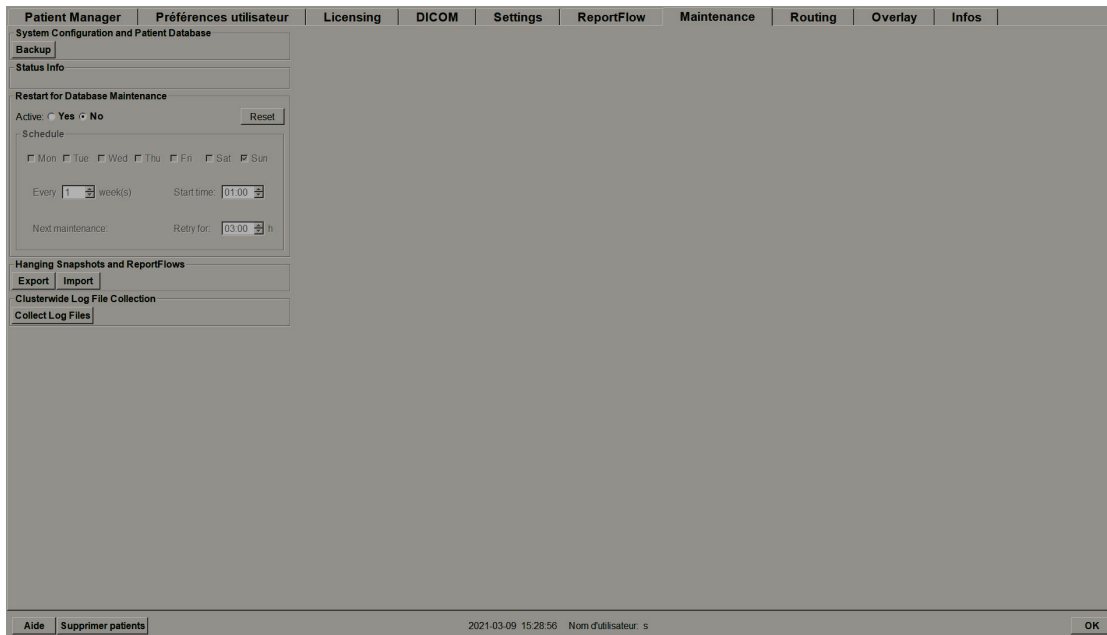 Patient Manager Préférences utilisateur Licensing DICOM Settings ReportFlow Maintenance Routing Overlay Infos
System Configuration and Patient Database
Backup
Status Info
Restart for Database Maintenance
Active: Yes No Reset
Schedule
Mon Tue Wed Thu Fri Sat Sun
Every 1 week(s) Start time: 01:00
Next maintenance: Retry for: 03:00 h
Hanging Snapshots and ReportFlows
Export Import
Clusterwide Log File Collection
Collect Log Files
Aide Supprimer patients 2021-03-09 15:28:56 Nom d'utilisateur: s OK